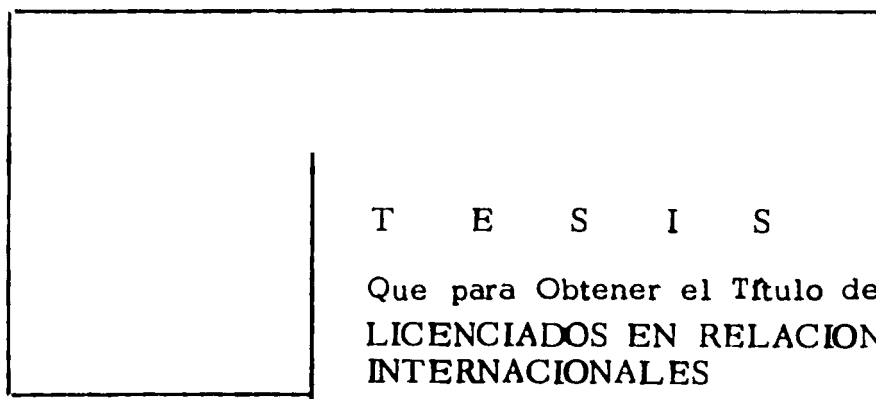 T E S I S
Que para Obtener el Título de
LICENCIADOS EN RELACION
INTERNACIONALES